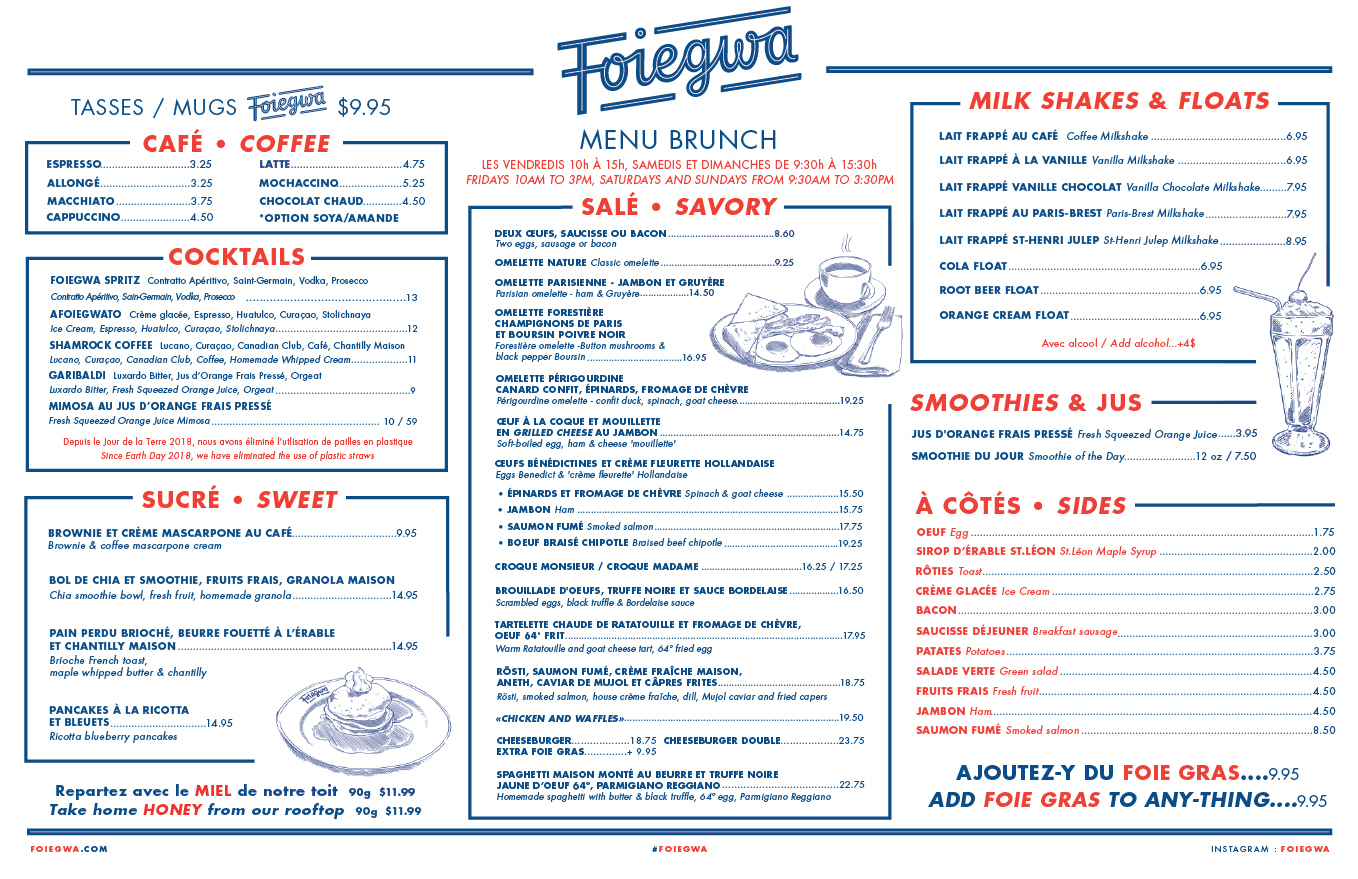 Foiegwa
TASSES / MUGS Foiegwa $9.95
CAFÉ • COFFEE
ESPRESSO............................3.25
ALLONGÉ............................3.25
MACCHIATO........................3.75
CAPPUCCINO......................4.50
LATTE....................................4.75
MOCHACCINO....................5.25
CHOCOLAT CHAUD.............4.50
*OPTION SOYA/AMANDE
COCKTAILS
FOIEGWA SPRITZ Contratto Apéritivo, Saint-Germain, Vodka, Prosecco
Contratto Apéritivo, Sain-Germain, Vodka, Prosecco ..................................................13
AFOIEGWATO Crème glacée, Espresso, Huatulco, Curaçao, Stolichnaya
Ice Cream, Espresso, Huatulco, Curaçao, Stolichnaya.........................................12
SHAMROCK COFFEE Lucano, Curaçao, Canadian Club, Café, Chantilly Maison
Lucano, Curaçao, Canadian Club, Coffee, Homemade Whipped Cream..................11
GARIBALDI Luxardo Bitter, Jus d'Orange Frais Pressé, Orgeat
Luxardo Bitter, Fresh Squeezed Orange Juice, Orgeat ..........................................9
MIMOSA AU JUS D'ORANGE FRAIS PRESSÉ
Fresh Squeezed Orange Juice Mimosa..................................................... 10 / 59
Depuis le Jour de la Terre 2018, nous avons éliminé l'utlisation de pailles en plastique
Since Earth Day 2018, we have eliminated the use of plastic straws
SUCRÉ • SWEET
BROWNIE ET CRÈME MASCARPONE AU CAFÉ................................9.95
Brownie & coffee mascarpone cream
BOL DE CHIA ET SMOOTHIE, FRUITS FRAIS, GRANOLA MAISON
Chia smoothie bowl, fresh fruit, homemade granola..............................14.95
PAIN PERDU BRIOCHÉ, BEURRE FOUETTÉ À L'ÉRABLE
ET CHANTILLY MAISON..................................................................14.95
Brioche French toast,
maple whipped butter & chantilly
PANCAKES À LA RICOTTA
ET BLEUETS.............................14.95
Ricotta blueberry pancakes
Foiegwa
Repartez avec le MIEL de notre toit 90g $11.99
Take home HONEY from our rooftop 90g $11.99
MENU BRUNCH
LES VENDREDIS 10h À 15h, SAMEDIS ET DIMANCHES DE 9:30h À 15:30h
FRIDAYS 10AM TO 3PM, SATURDAYS AND SUNDAYS FROM 9:30AM TO 3:30PM
SALÉ • SAVORY
DEUX ŒUFS, SAUCISSE OU BACON...................................8.60
Two eggs, sausage or bacon
OMELETTE NATURE Classic omelette.....................................9.25
OMELETTE PARISIENNE - JAMBON ET GRUYÈRE
Parisian omelette - ham & Gruyère................14.50
OMELETTE FORESTIÈRE
CHAMPIGNONS DE PARIS
ET BOURSIN POIVRE NOIR
Forestière omelette -Button mushrooms &
black pepper Boursin ..............................16.95
OMELETTE PÉRIGOURDINE
CANARD CONFIT, ÉPINARDS, FROMAGE DE CHÈVRE
Périgourdine omelette - confit duck, spinach, goat cheese.................................19.25
ŒUF À LA COQUE ET MOUILLETTE
EN GRILLED CHEESE AU JAMBON ..........................................................14.75
Soft-boiled egg, ham & cheese 'mouillette'
ŒUFS BÉNÉDICTINES ET CRÈME FLEURETTE HOLLANDAISE
Eggs Benedict & 'crème fleurette' Hollandaise
• ÉPINARDS ET FROMAGE DE CHÈVRE Spinach & goat cheese ..................15.50
• JAMBON Ham .....................................................................................15.75
• SAUMON FUMÉ Smoked salmon............................................................17.75
• BOEUF BRAISÉ CHIPOTLE Braised beef chipotle ......................................19.25
CROQUE MONSIEUR / CROQUE MADAME .................................16.25 / 17.25
BROUILLADE D'OEUFS, TRUFFE NOIRE ET SAUCE BORDELAISE................16.50
Scrambled eggs, black truffle & Bordelaise sauce
TARTELETTE CHAUDE DE RATATOUILLE ET FROMAGE DE CHÈVRE,
OEUF 64° FRIT...........................................................................................17.95
Warm Ratatouille and goat cheese tart, 64° fried egg
RÖSTI, SAUMON FUMÉ, CRÈME FRAÎCHE MAISON,
ANETH, CAVIAR DE MUJOL ET CÂPRES FRITES........................................18.75
Rösti, smoked salmon, house crème fraîche, dill, Mujol caviar and fried capers
«CHICKEN AND WAFFLES»......................................................................19.50
CHEESEBURGER...................18.75 CHEESEBURGER DOUBLE...................23.75
EXTRA FOIE GRAS..............+ 9.95
SPAGHETTI MAISON MONTÉ AU BEURRE ET TRUFFE NOIRE
JAUNE D'OEUF 64°, PARMIGIANO REGGIANO.......................................22.75
Homemade spaghetti with butter & black truffle, 64° egg, Parmigiano Reggiano
MILK SHAKES & FLOATS
LAIT FRAPPÉ AU CAFÉ Coffee Milkshake ..........................................6.95
LAIT FRAPPÉ À LA VANILLE Vanilla Milkshake ..................................6.95
LAIT FRAPPÉ VANILLE CHOCOLAT Vanilla Chocolate Milkshake........7.95
LAIT FRAPPÉ AU PARIS-BREST Paris-Brest Milkshake.........................7.95
LAIT FRAPPÉ ST-HENRI JULEP St-Henri Julep Milkshake.....................8.95
COLA FLOAT............................................................6.95
ROOT BEER FLOAT..................................................6.95
ORANGE CREAM FLOAT.........................................6.95
Avec alcool / Add alcohol...+4$
SMOOTHIES & JUS
JUS D'ORANGE FRAIS PRESSÉ Fresh Squeezed Orange Juice......3.95
SMOOTHIE DU JOUR Smoothie of the Day.....................12 oz / 7.50
À CÔTÉS • SIDES
OEUF Egg .........................................................................................1.75
SIROP D'ÉRABLE ST.LÉON St.Léon Maple Syrup ...............................2.00
RÔTIES Toast.....................................................................................2.50
CRÈME GLACÉE Ice Cream ................................................................2.75
BACON.............................................................................................3.00
SAUCISSE DÉJEUNER Breakfast sausage.............................................3.00
PATATES Potatoes...............................................................................3.75
SALADE VERTE Green salad ...............................................................4.50
FRUITS FRAIS Fresh fruit.....................................................................4.50
JAMBON Ham...................................................................................4.50
SAUMON FUMÉ Smoked salmon........................................................8.50
AJOUTEZ-Y DU FOIE GRAS....9.95
ADD FOIE GRAS TO ANY-THING....9.95
FOIEGWA.COM
#FOIEGWA
INSTAGRAM : FOIEGWA